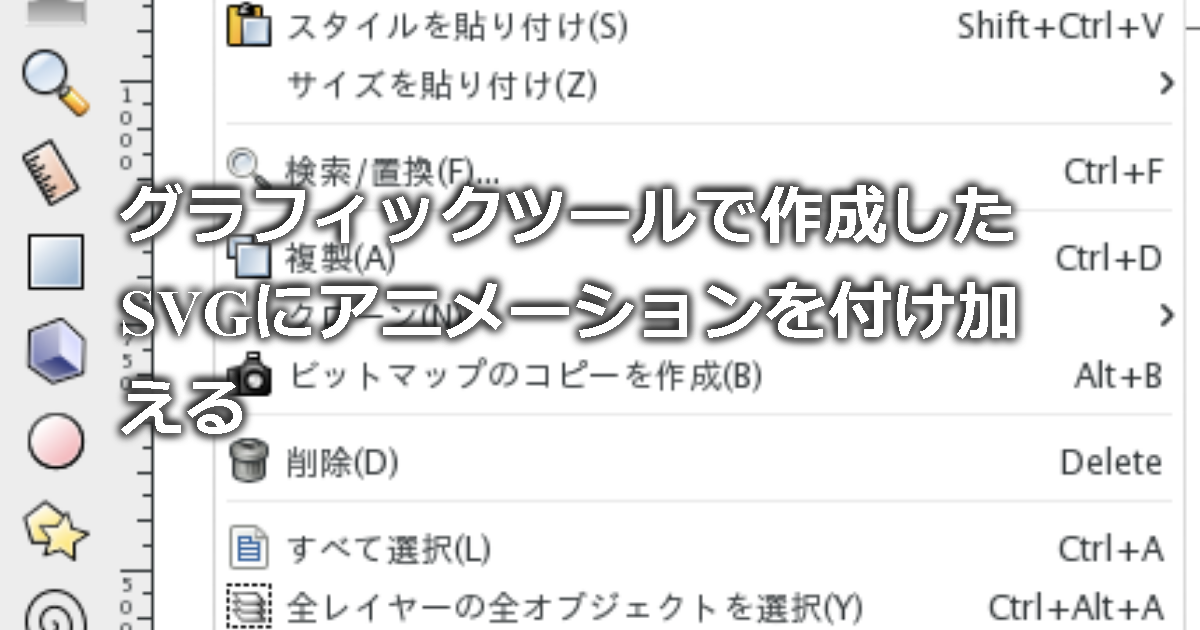 スタイルを貼り付け(S) Shift+Ctrl+V
サイズを貼り付け(Z)
検索/置換(F)... Ctrl+F
グラフィックツールで作成した
複製(A) Ctrl+D
SVGにアニメーションを付け加
クローン(N)
ビットマップのコピーを作成(B) Alt+B
える
削除(D) Delete
すべて選択(L) Ctrl+A
全レイヤーの全オブジェクトを選択(Y) Ctrl+Alt+A
1000